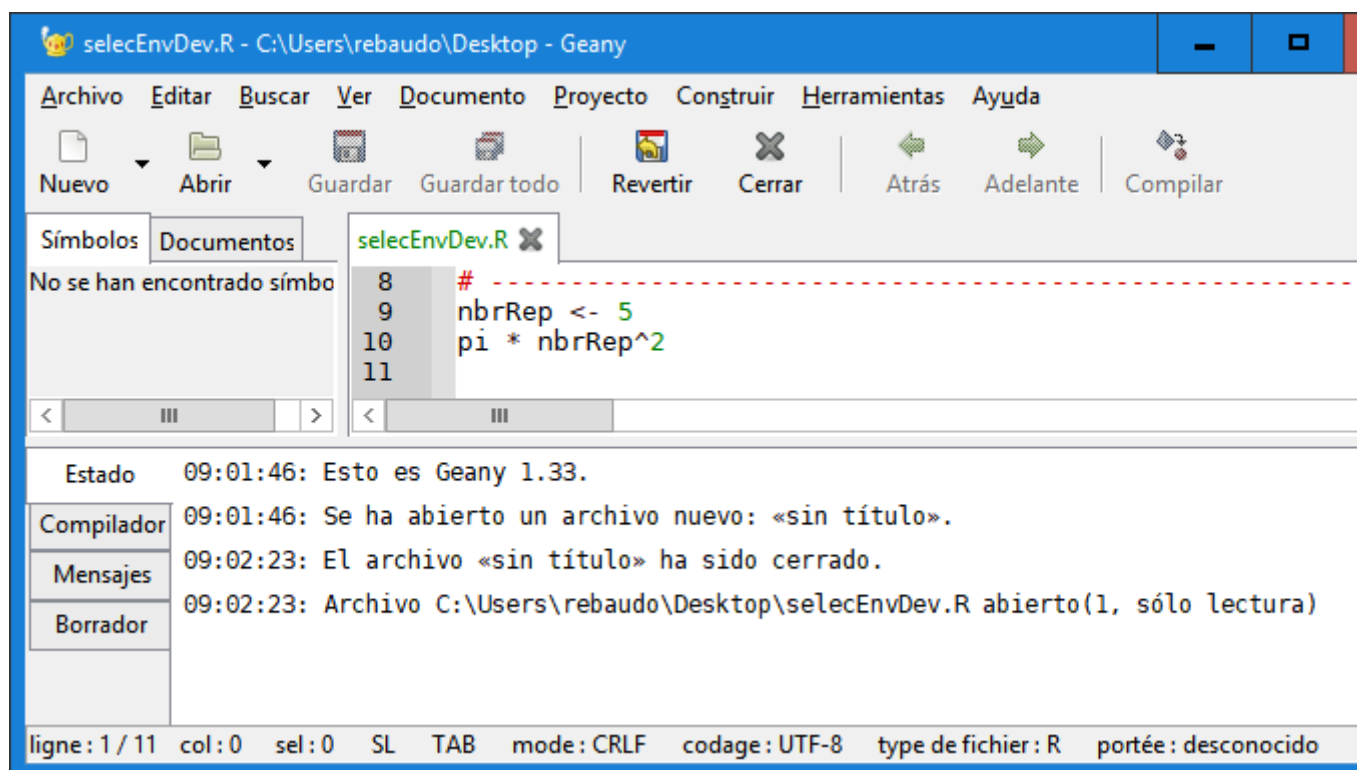 selecEnvDev.R - C:\Users\rebaudo\Desktop - Geany
Archivo Editar Buscar Ver Documento Proyecto Construir Herramientas Ayuda
Nuevo Abrir Guardar Guardar todo Revertir Cerrar Atrás Adelante Compilar
Símbolos Documentos selecEnvDev.R
No se han encontrado símbo
8 # -------------------------------------------------------
9 nbrRep <- 5
10 pi * nbrRep^2
11
Estado
Compilador
Mensajes
Borrador
09:01:46: Esto es Geany 1.33.
09:01:46: Se ha abierto un archivo nuevo: «sin título».
09:02:23: El archivo «sin título» ha sido cerrado.
09:02:23: Archivo C:\Users\rebaudo\Desktop\selecEnvDev.R abierto(1, sólo lectura)
ligne : 1 / 11 col : 0 sel : 0 SL TAB mode : CRLF codage : UTF-8 type de fichier : R portée : desconocido